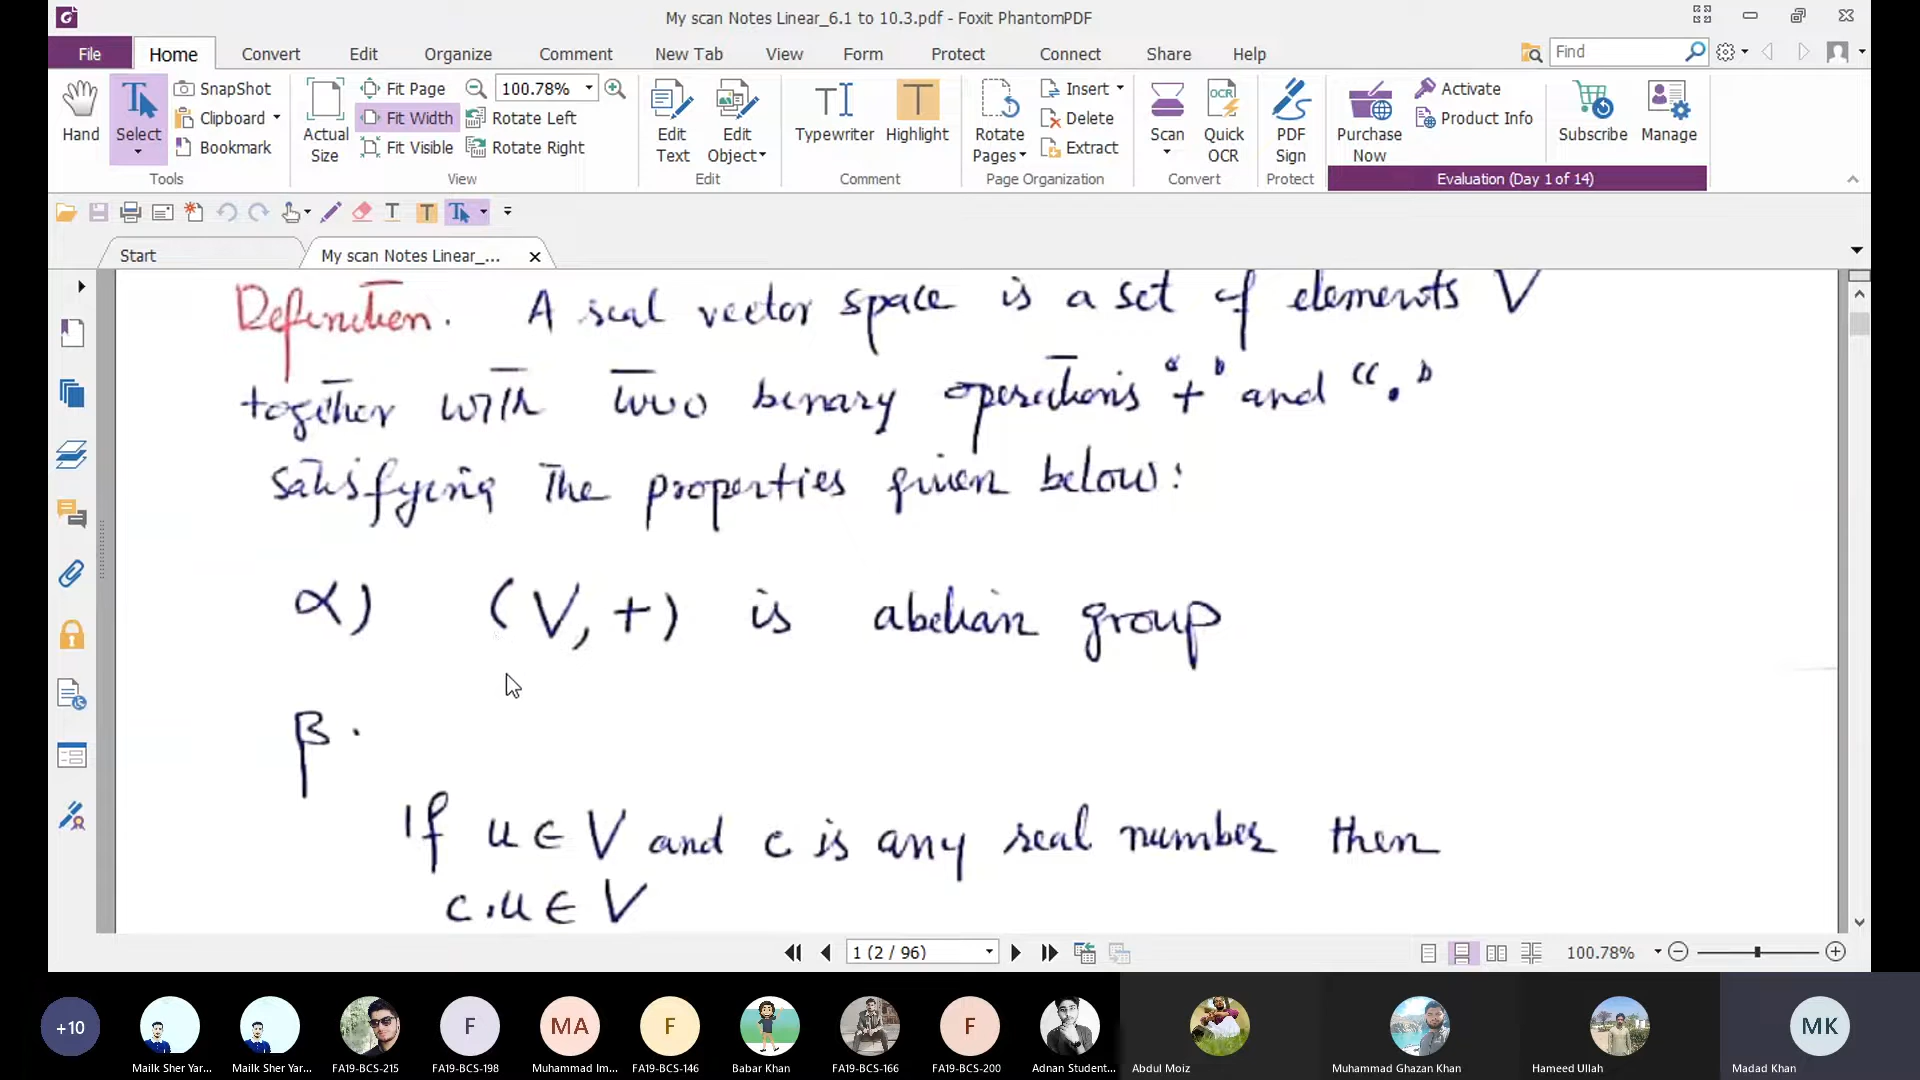 My scan Notes Linear_6.1 to 10.3.pdf - Foxit PhantomPDF
File Home Convert Edit Organize Comment New Tab View Form Protect Connect Share Help Find
Hand
Select
SnapShot
Clipboard
Bookmark
Tools
Actual Size
Fit Page
Fit Width
Fit Visible
100.78%
Rotate Left
Rotate Right
View
Edit Text
Edit Object
Edit
Typewriter
Highlight
Comment
Rotate Pages
Insert
Delete
Extract
Page Organization
Scan
Quick OCR
Convert
PDF Sign
Protect
Purchase Now
Activate
Product Info
Subscribe
Manage
Evaluation (Day 1 of 14)
Start
My scan Notes Linear_...
Definition. A real vector space is a set of elements V
together with two binary operations "+" and "."
satisfying the properties given below:
α) (V, +) is abelian group
β.
If u ∈ V and c is any real number then
c.u ∈ V
1 (2 / 96)
100.78%
+10
F
MA
F
F
MK
Mailk Sher Yar...
Mailk Sher Yar...
FA19-BCS-215
FA19-BCS-198
Muhammad Im...
FA19-BCS-146
Babar Khan
FA19-BCS-166
FA19-BCS-200
Adnan Student...
Abdul Moiz
Muhammad Ghazan Khan
Hameed Ullah
Madad Khan